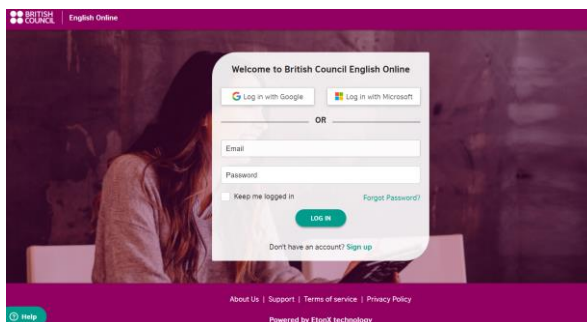 BRITISH
COUNCIL
English Online
Welcome to British Council English Online
Log in with Google
Log in with Microsoft
OR
Email
Password
Keep me logged in
Forgot Password?
LOG IN
Don't have an account? Sign up
About Us | Support | Terms of service | Privacy Policy
Help
Powered by EtonX technology